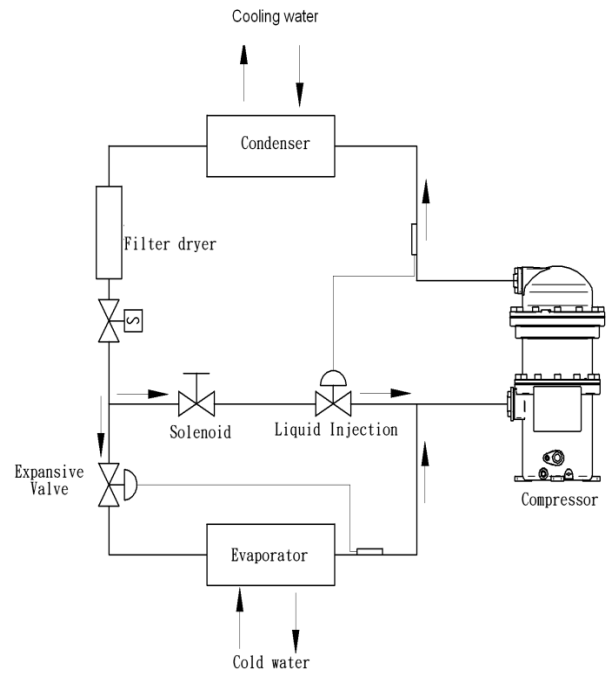 Cooling water
Condenser
Filter dryer
S
Solenoid
Liquid Injection
Expansive
Valve
Compressor
Evaporator
Cold water